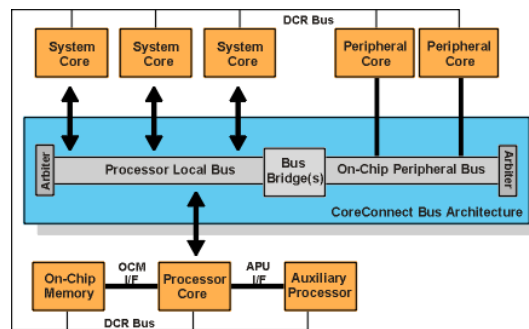 DCR Bus
System
Core
System
Core
System
Core
Peripheral
Core
Peripheral
Core
Arbiter
Processor Local Bus
Bus
Bridge(s)
On-Chip Peripheral Bus
Arbiter
CoreConnect Bus Architecture
On-Chip
Memory
OCM
I/F
Processor
Core
APU
I/F
Auxiliary
Processor
DCR Bus